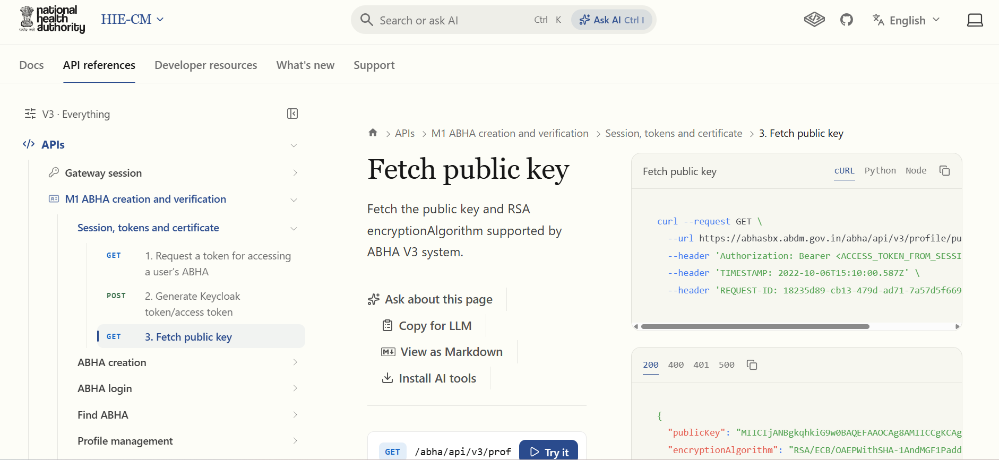 national
health
authority
HIE-CM
Search or ask AI
Ctrl K
Ask AI Ctrl I
English
Docs
API references
Developer resources
What's new
Support
V3 · Everything
APIs
Gateway session
M1 ABHA creation and verification
Session, tokens and certificate
GET 1. Request a token for accessing
a user's ABHA
POST 2. Generate Keycloak
token/access token
GET 3. Fetch public key
ABHA creation
ABHA login
Find ABHA
Profile management
APIs > M1 ABHA creation and verification > Session, tokens and certificate > 3. Fetch public key
Fetch public key
Fetch the public key and RSA
encryptionAlgorithm supported by
ABHA V3 system.
Ask about this page
Copy for LLM
View as Markdown
Install AI tools
GET /abha/api/v3/prof Try it
Fetch public key
cURL Python Node
curl --request GET \
--url https://abhasbx.abdm.gov.in/abha/api/v3/profile/pu
--header 'Authorization: Bearer <ACCESS_TOKEN_FROM_SESSI
--header 'TIMESTAMP: 2022-10-06T15:10:00.587Z' \
--header 'REQUEST-ID: 18235d89-cb13-479d-ad71-7a57d5f669
200 400 401 500
{
"publicKey": "MIICIjANBgkqhkiG9w0BAQEFAAOCAg8AMIICCgKCAg
"encryptionAlgorithm": "RSA/ECB/OAEPWithSHA-1AndMGF1Padd